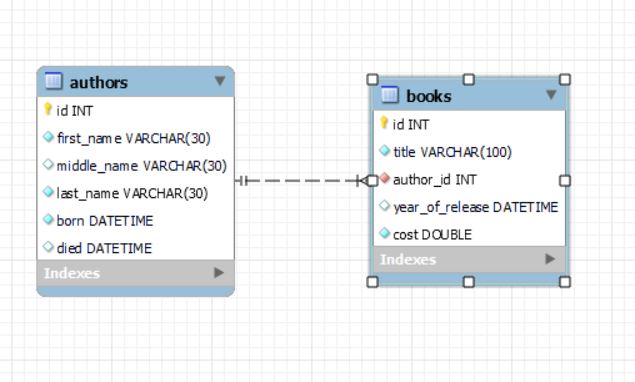 authors
id INT
first_name VARCHAR(30)
middle_name VARCHAR(30)
last_name VARCHAR(30)
born DATETIME
died DATETIME
Indexes
books
id INT
title VARCHAR(100)
author_id INT
year_of_release DATETIME
cost DOUBLE
Indexes